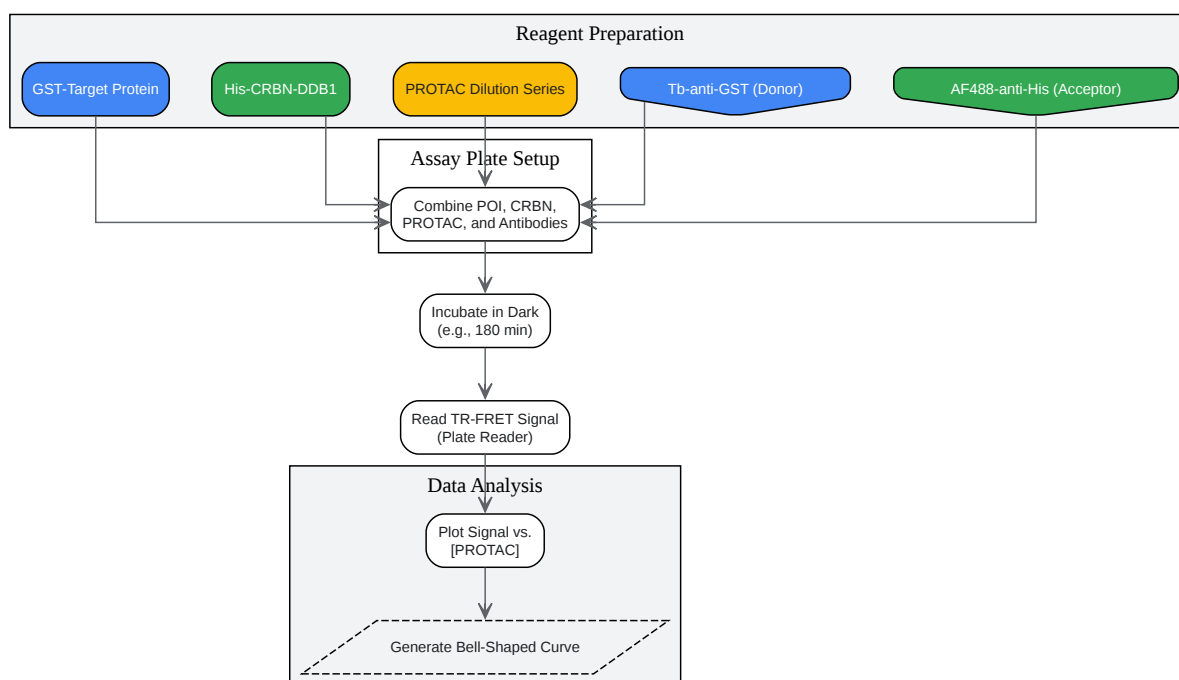 Reagent Preparation
GST-Target Protein
His-CRBN-DDB1
PROTAC Dilution Series
Tb-anti-GST (Donor)
AF488-anti-His (Acceptor)
Assay Plate Setup
Combine POI, CRBN,
PROTAC, and Antibodies
Incubate in Dark
(e.g., 180 min)
Read TR-FRET Signal
(Plate Reader)
Data Analysis
Plot Signal vs.
[PROTAC]
Generate Bell-Shaped Curve